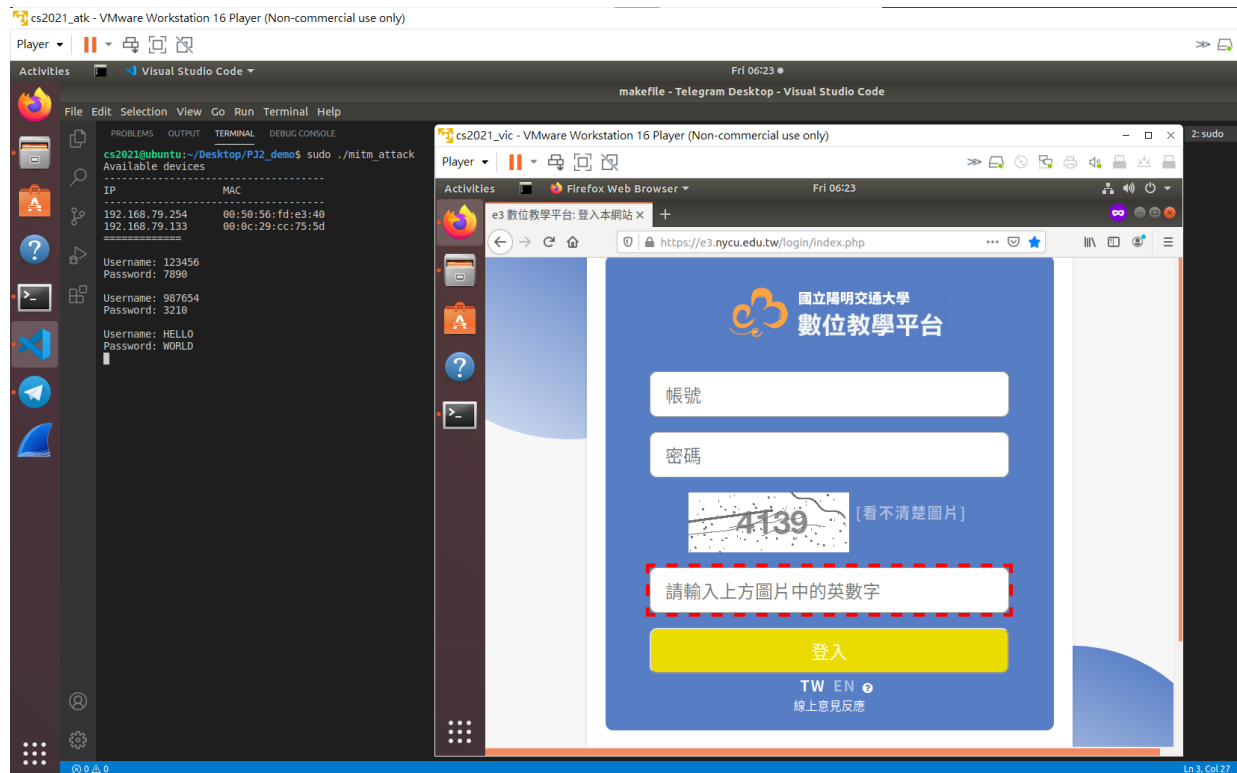 cs2021_atk - VMware Workstation 16 Player (Non-commercial use only)
Player
Activities Visual Studio Code Fri 06:23
makefile - Telegram Desktop - Visual Studio Code
File Edit Selection View Go Run Terminal Help
PROBLEMS OUTPUT TERMINAL DEBUG CONSOLE
2: sudo
cs2021@ubuntu:~/Desktop/PJ2_demo$ sudo ./mitm_attack
Available devices
-----------------------------------
IP MAC
-----------------------------------
192.168.79.254 00:50:56:fd:e3:40
192.168.79.133 00:0c:29:cc:75:5d
=============
Username: 123456
Password: 7890
Username: 987654
Password: 3210
Username: HELLO
Password: WORLD
cs2021_vic - VMware Workstation 16 Player (Non-commercial use only)
Player
Activities Firefox Web Browser Fri 06:23
e3 數位教學平台: 登入本網站
https://e3.nycu.edu.tw/login/index.php
國立陽明交通大學
數位教學平台
帳號
密碼
4139 [看不清楚圖片]
請輸入上方圖片中的英數字
登入
TW EN
線上意見反應
0 0
Ln 3, Col 27